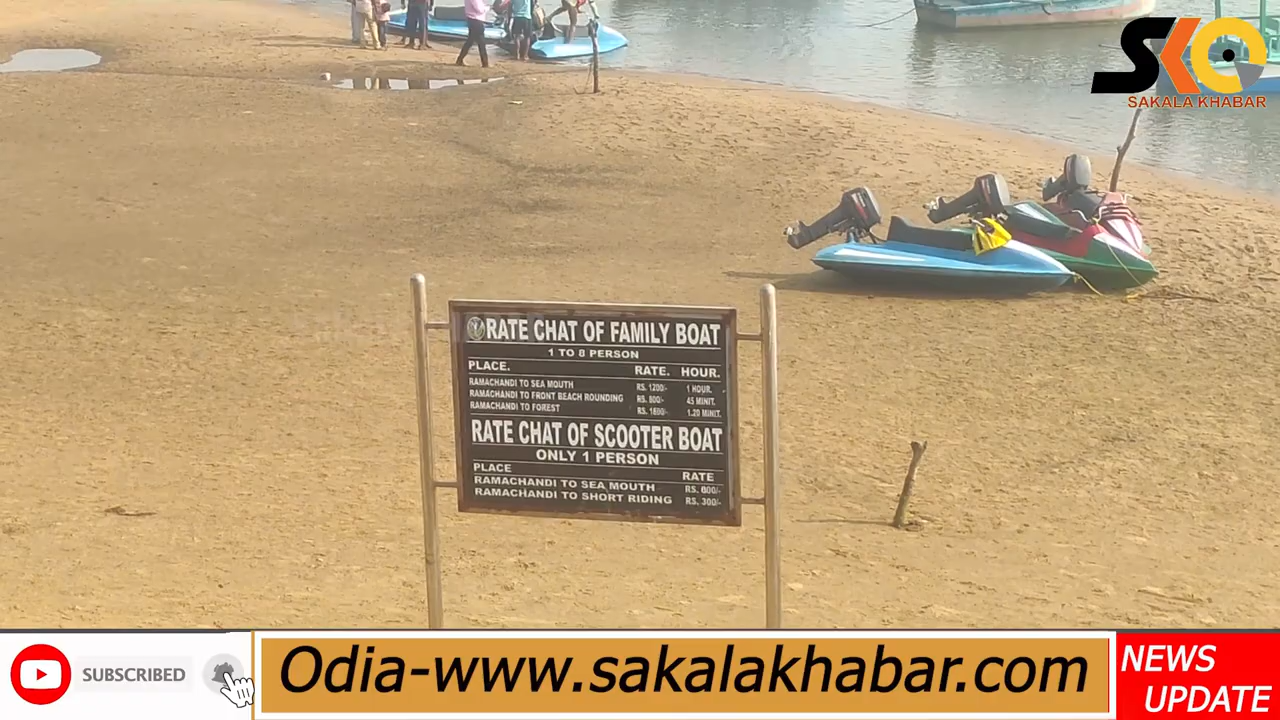 SKO
SAKALA KHABAR
RATE CHAT OF FAMILY BOAT
1 TO 8 PERSON
PLACE. RATE. HOUR.
RAMACHANDI TO SEA MOUTH RS. 1200/- 1 HOUR.
RAMACHANDI TO FRONT BEACH ROUNDING RS. 800/- 45 MINIT.
RAMACHANDI TO FOREST RS. 1600/- 1.20 MINIT.
RATE CHAT OF SCOOTER BOAT
ONLY 1 PERSON
PLACE RATE
RAMACHANDI TO SEA MOUTH RS. 600/-
RAMACHANDI TO SHORT RIDING RS. 300/-
SUBSCRIBED
Odia-www.sakalakhabar.com
NEWS
UPDATE